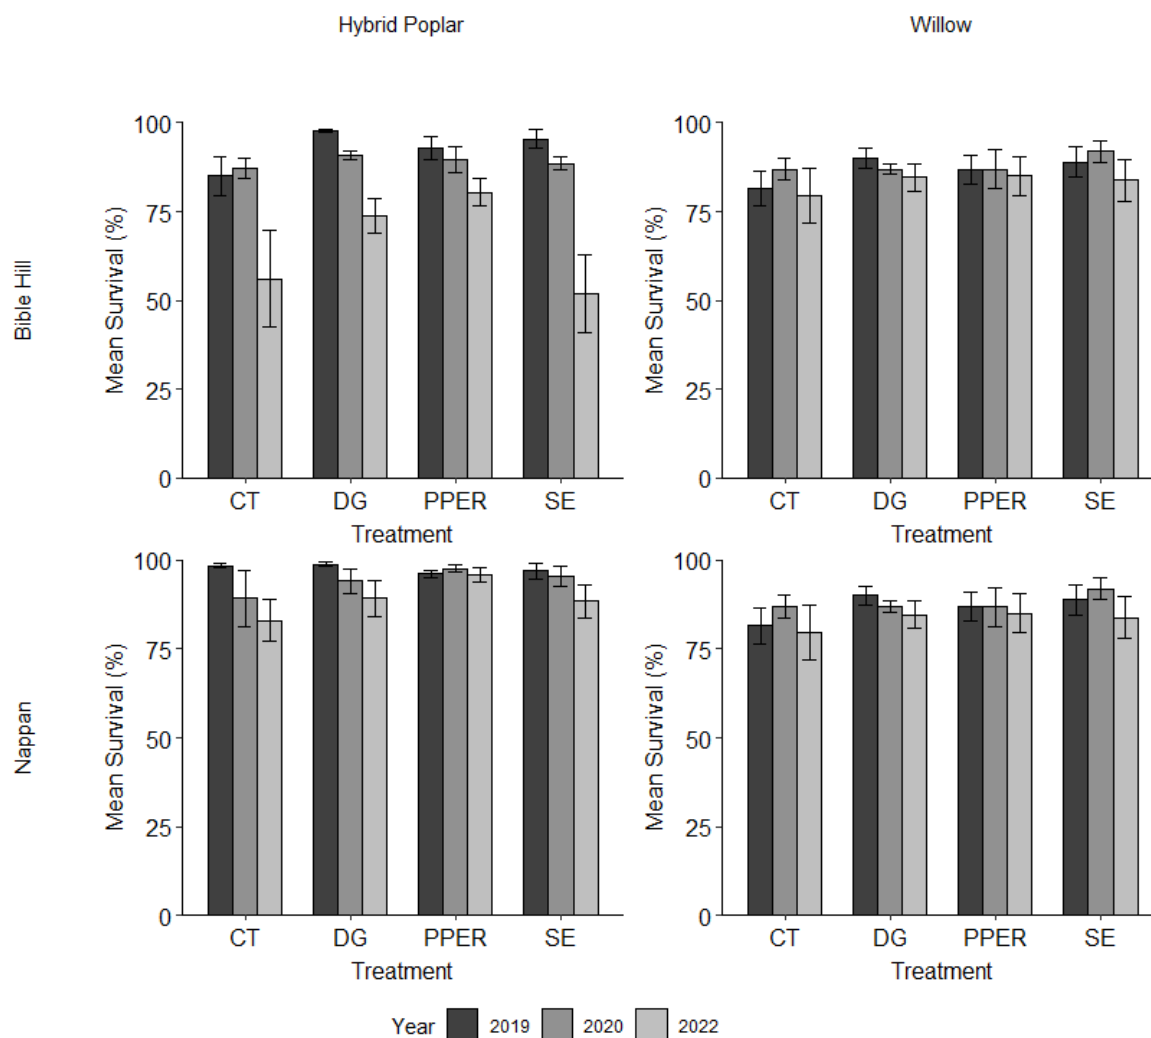 Hybrid Poplar
Willow
Bible Hill
Mean Survival (%)
100
75
50
25
0
CT DG PPER SE
Treatment
Mean Survival (%)
100
75
50
25
0
CT DG PPER SE
Treatment
Nappan
Mean Survival (%)
100
75
50
25
0
CT DG PPER SE
Treatment
Mean Survival (%)
100
75
50
25
0
CT DG PPER SE
Treatment
Year 2019 2020 2022